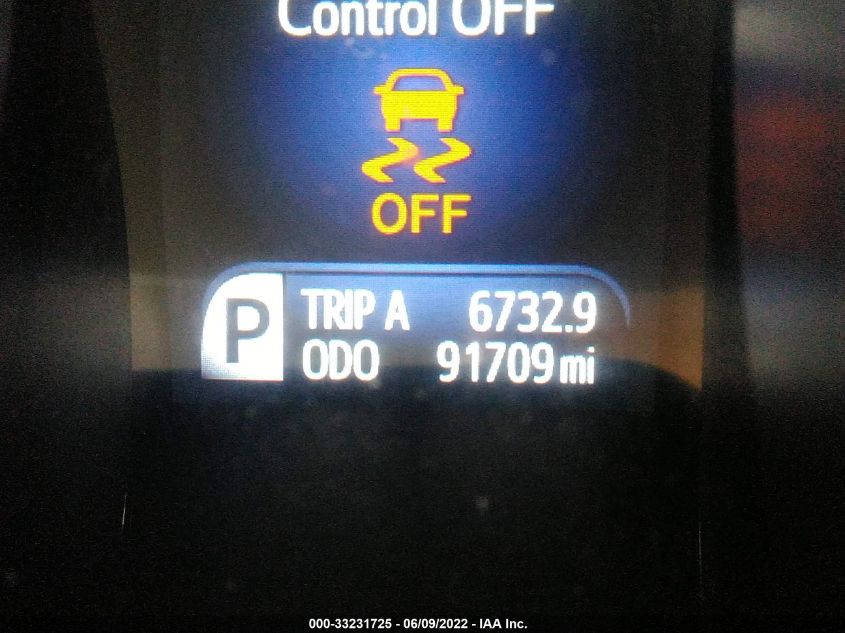 Control OFF
OFF
P
TRIP A 6732.9
ODO 91709 mi
000-33231725 - 06/09/2022 - IAA Inc.